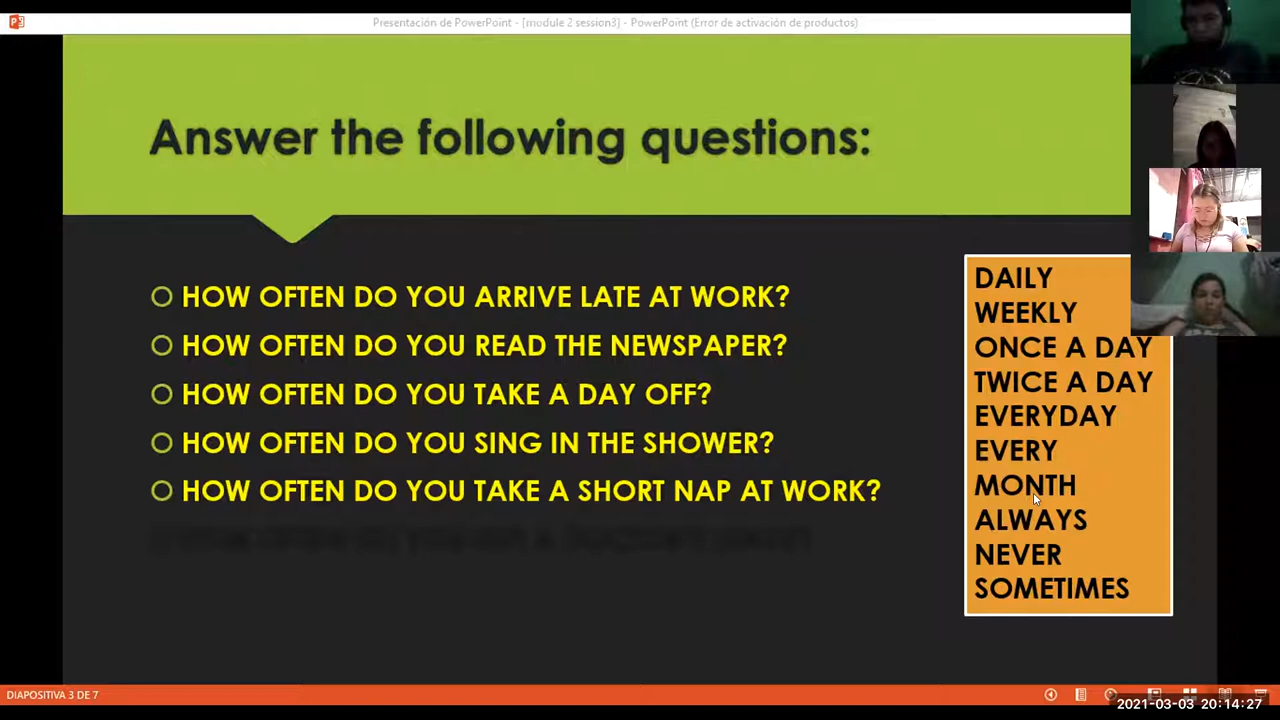 Presentación de PowerPoint - [module 2 session3] - PowerPoint (Error de activación de productos)
Answer the following questions:
HOW OFTEN DO YOU ARRIVE LATE AT WORK?
HOW OFTEN DO YOU READ THE NEWSPAPER?
HOW OFTEN DO YOU TAKE A DAY OFF?
HOW OFTEN DO YOU SING IN THE SHOWER?
HOW OFTEN DO YOU TAKE A SHORT NAP AT WORK?
DAILY
WEEKLY
ONCE A DAY
TWICE A DAY
EVERYDAY
EVERY
MONTH
ALWAYS
NEVER
SOMETIMES
DIAPOSITIVA 3 DE 7
2021-03-03 20:14:27